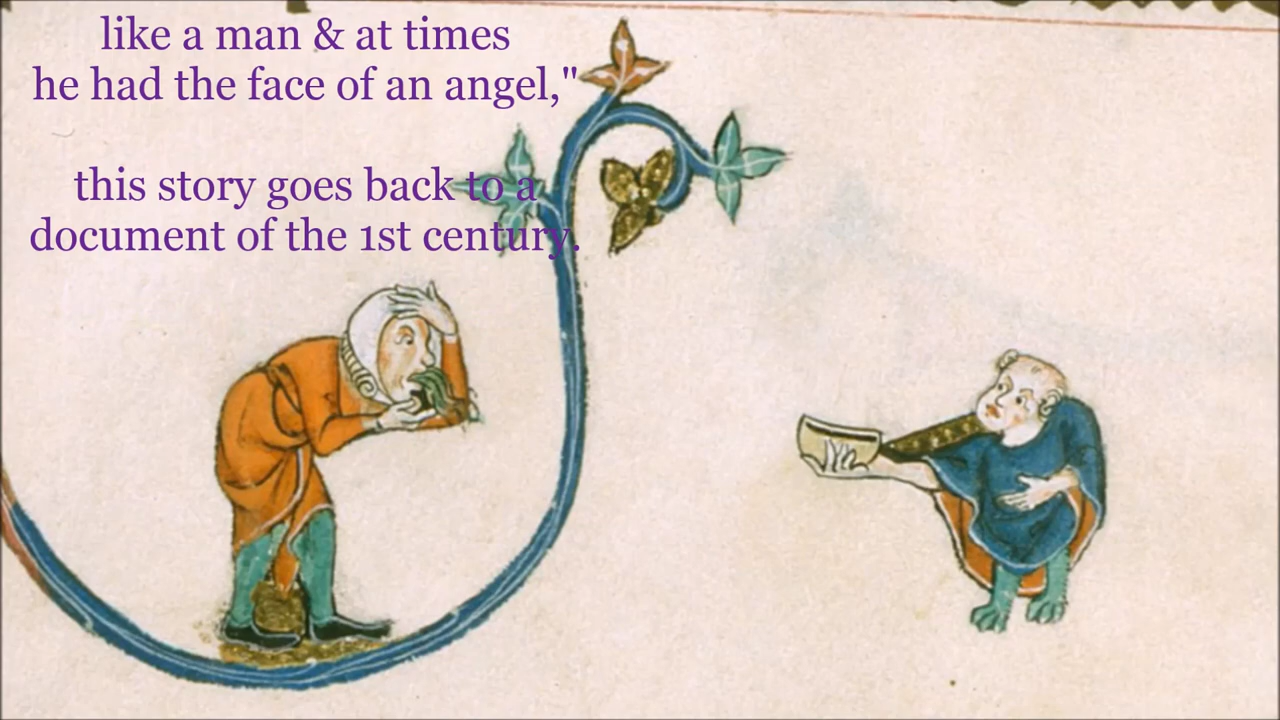 like a man & at times
he had the face of an angel,"
this story goes back to a
document of the 1st century.